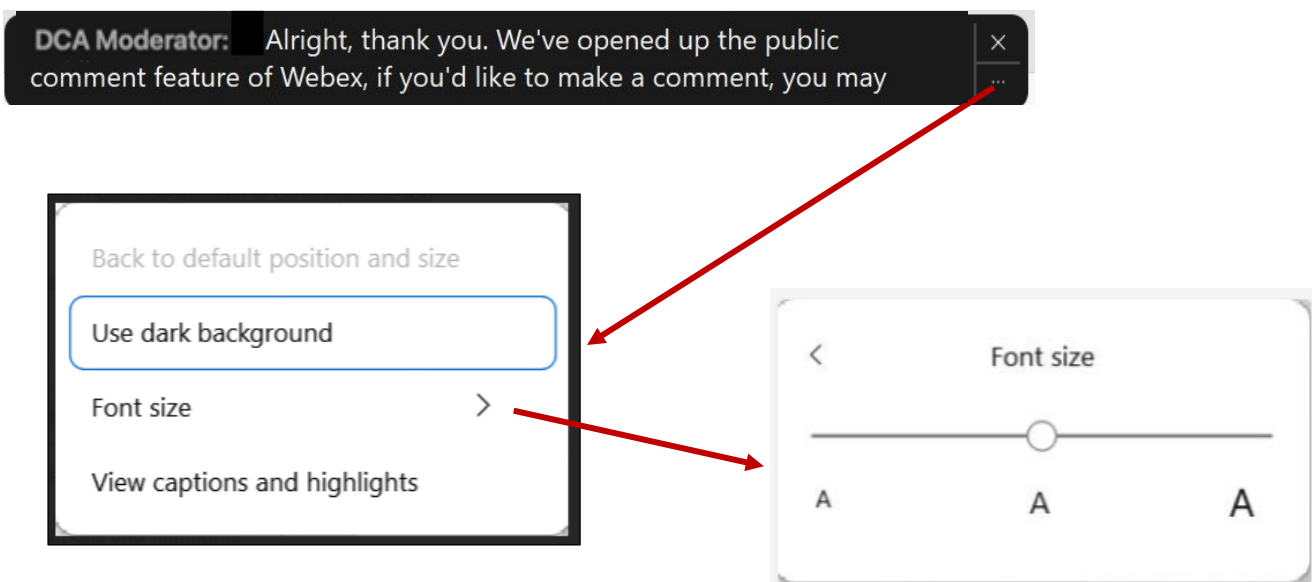 DCA Moderator: Alright, thank you. We've opened up the public
comment feature of Webex, if you'd like to make a comment, you may
Back to default position and size
Use dark background
Font size
View captions and highlights
Font size
A A A